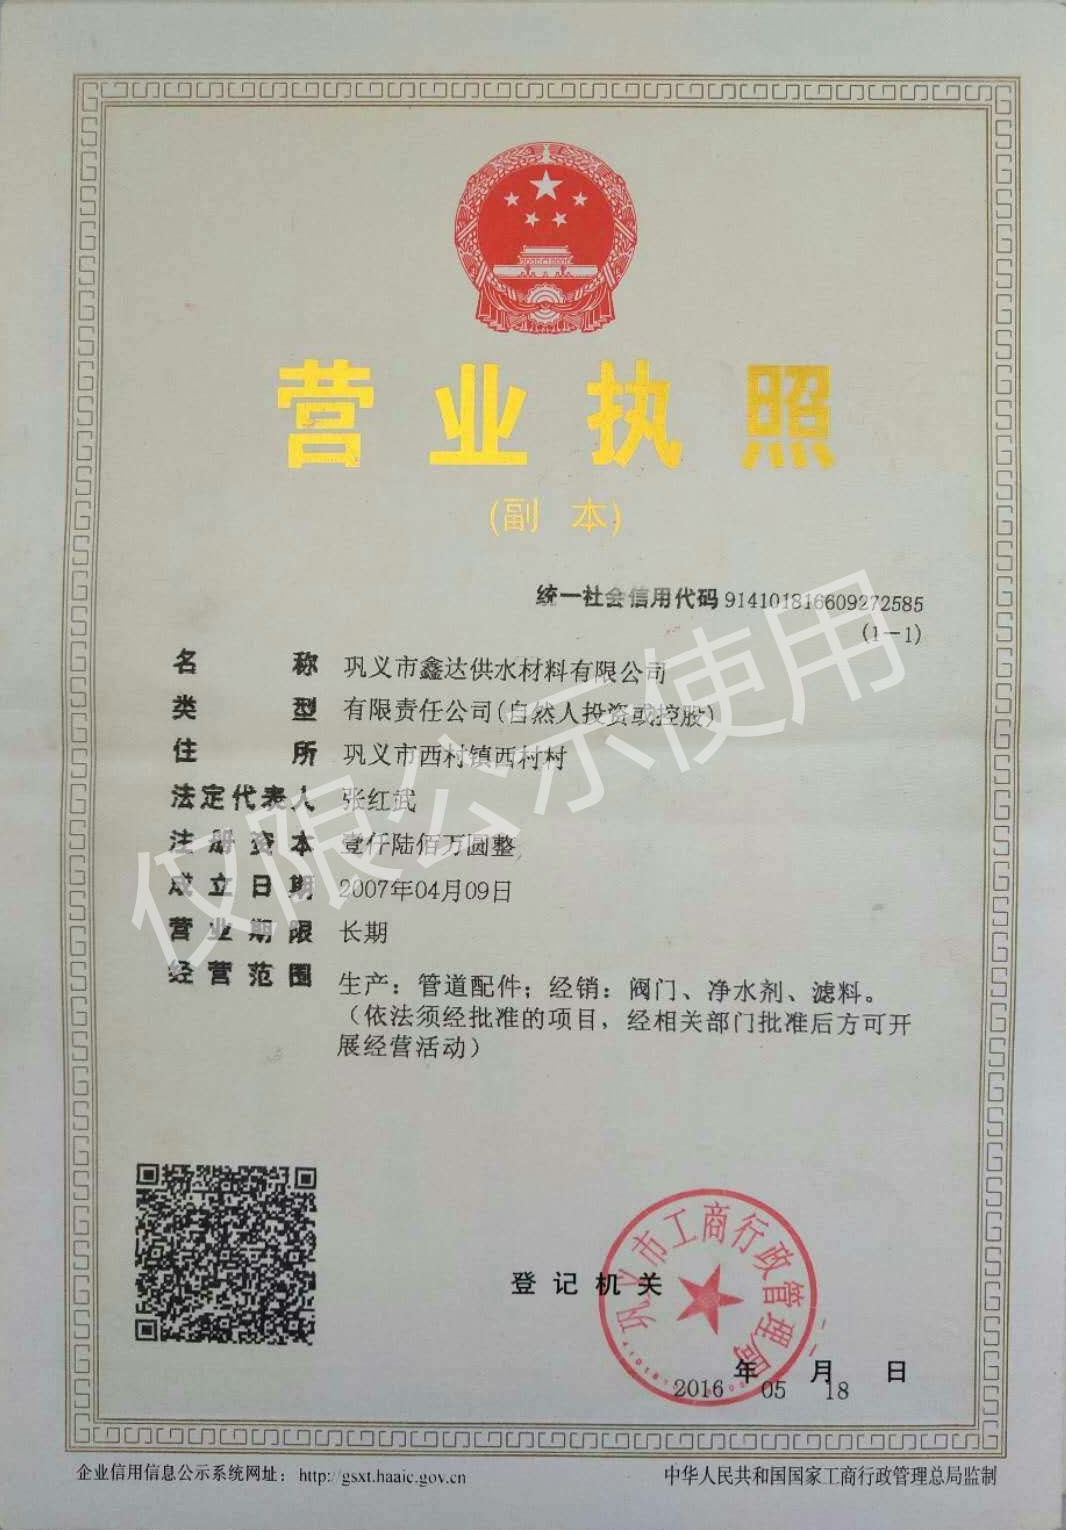 营业执照
(副 本)
统一社会信用代码 914101816609272585
(1-1)
名称 巩义市鑫达供水材料有限公司
类型 有限责任公司(自然人投资或控股)
住所 巩义市西村镇西村村
法定代表人 张红武
注册资本 壹仟陆佰万圆整
成立日期 2007年04月09日
营业期限 长期
经营范围 生产：管道配件；经销：阀门、净水剂、滤料。
（依法须经批准的项目，经相关部门批准后方可开
展经营活动）
仅限公示使用
登记机关
巩义市工商行政管理局
2016 年 05 月 18 日
企业信用信息公示系统网址： http://gsxt.haaic.gov.cn
中华人民共和国国家工商行政管理总局监制